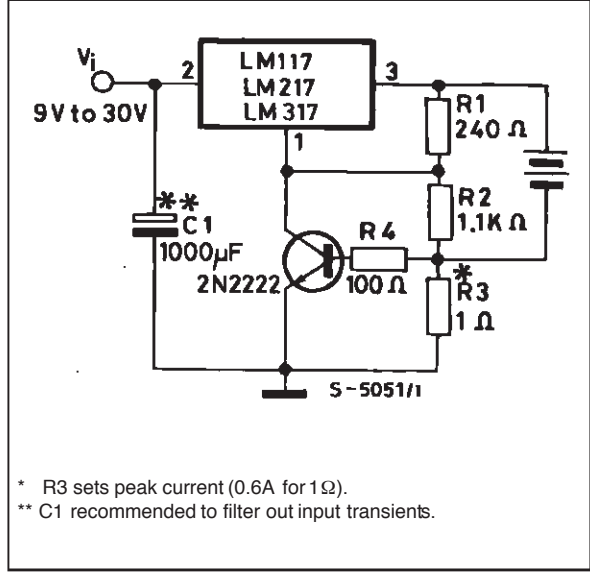 Vi
9V to 30V
2
LM117
LM217
LM317
3
1
R1
240 Ω
R2
1.1K Ω
**
C1
1000µF
2N2222
R4
100 Ω
*
R3
1 Ω
S-5051/1
* R3 sets peak current (0.6A for 1Ω).
** C1 recommended to filter out input transients.